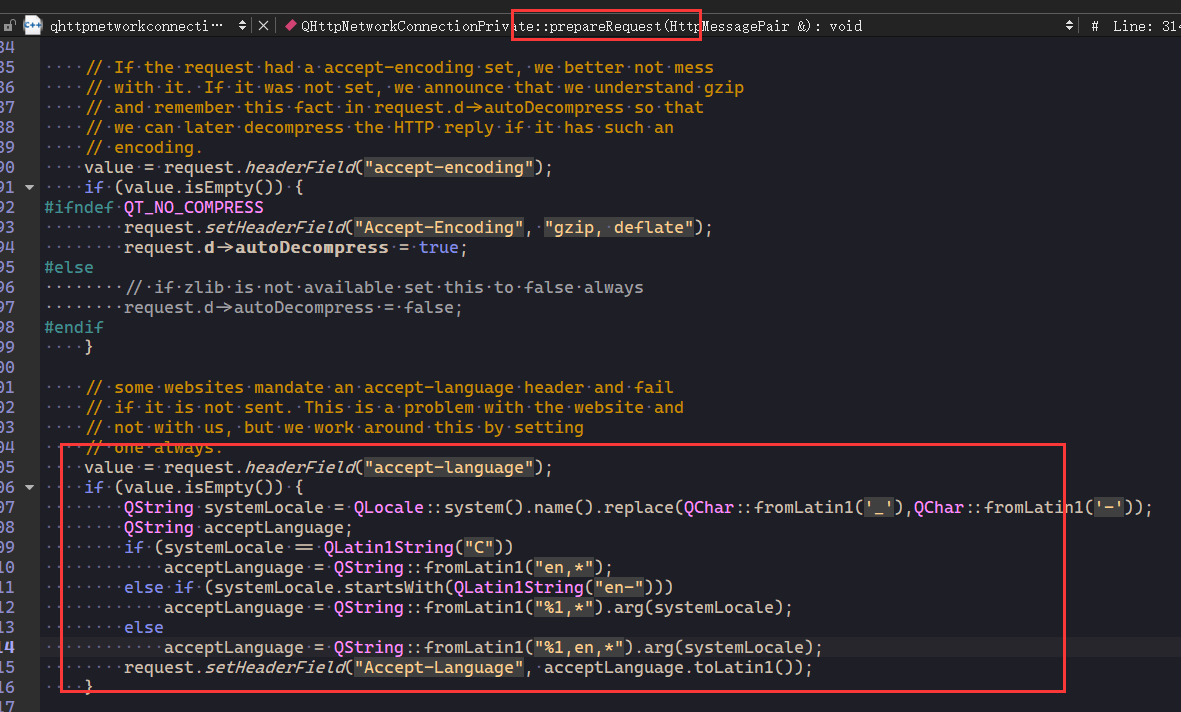 qhttpnetworkconnecti··· QHttpNetworkConnectionPrivate::prepareRequest(HttpMessagePair &): void # Line: 314
84
85 // If the request had a accept-encoding set, we better not mess
86 // with it. If it was not set, we announce that we understand gzip
87 // and remember this fact in request.d->autoDecompress so that
88 // we can later decompress the HTTP reply if it has such an
89 // encoding.
90 value = request.headerField("accept-encoding");
91 if (value.isEmpty()) {
92 #ifndef QT_NO_COMPRESS
93 request.setHeaderField("Accept-Encoding", "gzip, deflate");
94 request.d->autoDecompress = true;
95 #else
96 // if zlib is not available set this to false always
97 request.d->autoDecompress = false;
98 #endif
99 }
00
01 // some websites mandate an accept-language header and fail
02 // if it is not sent. This is a problem with the website and
03 // not with us, but we work around this by setting
04 // one always.
05 value = request.headerField("accept-language");
06 if (value.isEmpty()) {
07 QString systemLocale = QLocale::system().name().replace(QChar::fromLatin1('_'),QChar::fromLatin1('-'));
08 QString acceptLanguage;
09 if (systemLocale == QLatin1String("C"))
10 acceptLanguage = QString::fromLatin1("en,*");
11 else if (systemLocale.startsWith(QLatin1String("en-")))
12 acceptLanguage = QString::fromLatin1("%1,*").arg(systemLocale);
13 else
14 acceptLanguage = QString::fromLatin1("%1,en,*").arg(systemLocale);
15 request.setHeaderField("Accept-Language", acceptLanguage.toLatin1());
16 }
17